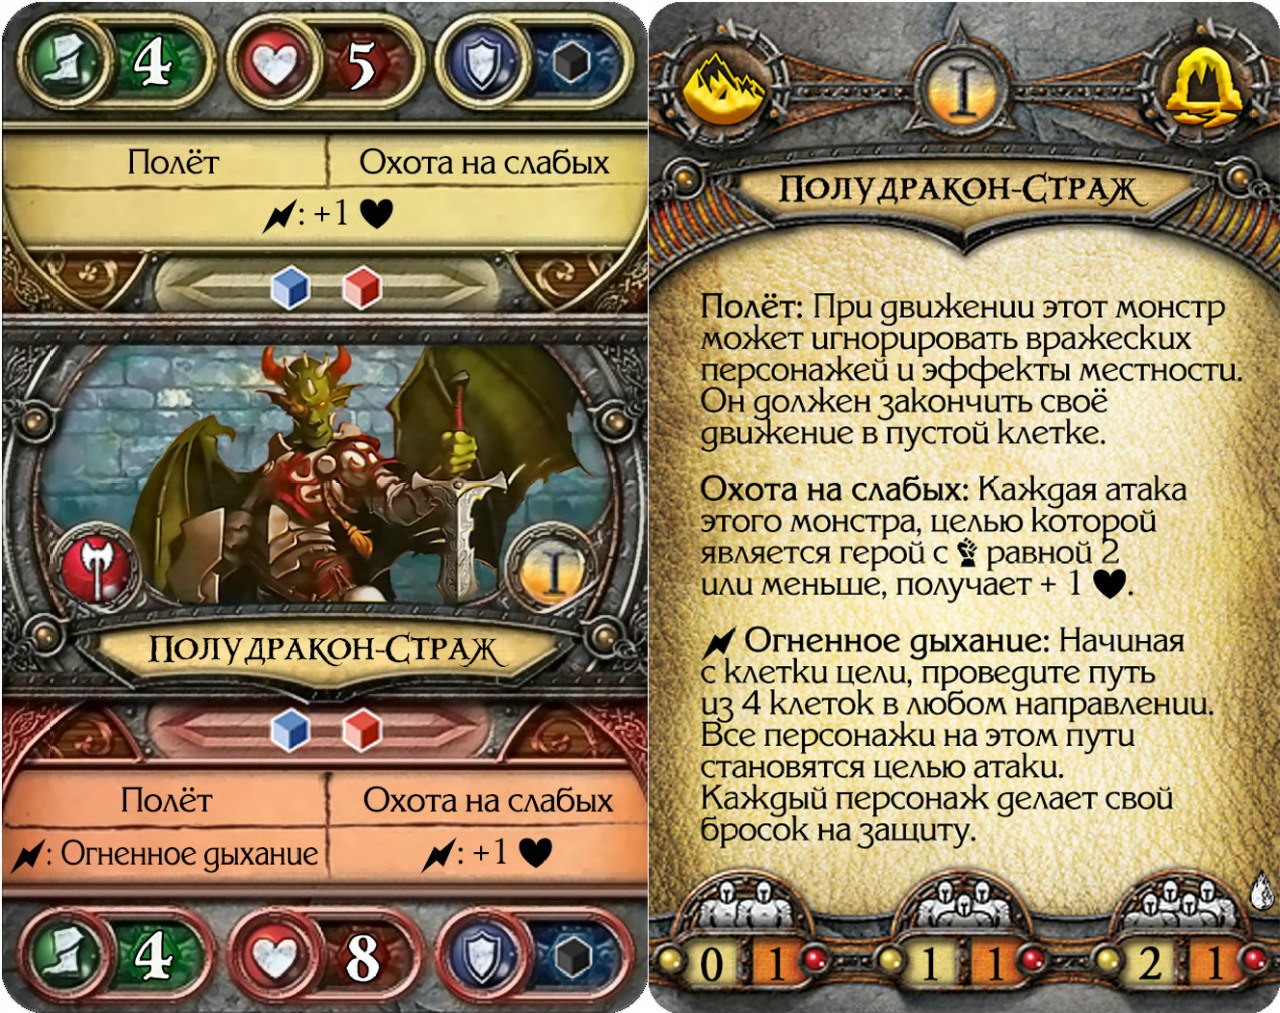 4 5
Полёт Охота на слабых
: +1
I
Полудракон-Страж
Полёт Охота на слабых
: Огненное дыхание : +1
4 8
I
Полудракон-Страж
Полёт: При движении этот монстр
может игнорировать вражеских
персонажей и эффекты местности.
Он должен закончить своё
движение в пустой клетке.
Охота на слабых: Каждая атака
этого монстра, целью которой
является герой с равной 2
или меньше, получает + 1 .
Огненное дыхание: Начиная
с клетки цели, проведите путь
из 4 клеток в любом направлении.
Все персонажи на этом пути
становятся целью атаки.
Каждый персонаж делает свой
бросок на защиту.
0 1 1 1 2 1